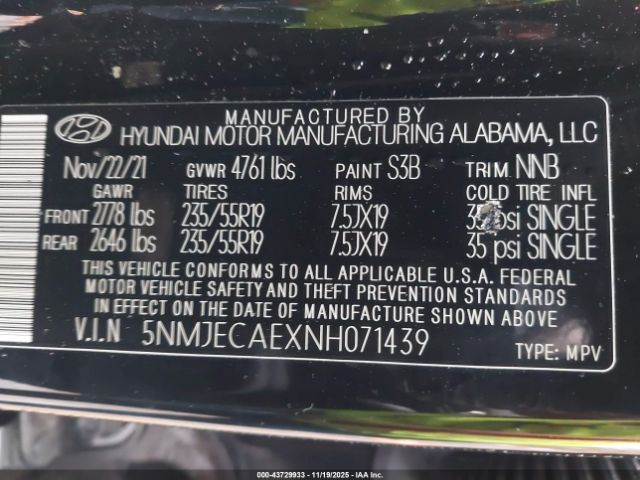 MANUFACTURED BY
HYUNDAI MOTOR MANUFACTURING ALABAMA, LLC
Nov/22/21 GVWR 4761 lbs PAINT S3B TRIM NNB
GAWR TIRES RIMS COLD TIRE INFL
FRONT 2778 lbs 235/55R19 7.5JX19 35 psi SINGLE
REAR 2646 lbs 235/55R19 7.5JX19 35 psi SINGLE
THIS VEHICLE CONFORMS TO ALL APPLICABLE U.S.A. FEDERAL
MOTOR VEHICLE SAFETY AND THEFT PREVENTION STANDARDS
IN EFFECT ON THE DATE OF MANUFACTURE SHOWN ABOVE.
V.I.N 5NMJECAEXNH071439
TYPE: MPV
00-43729933 - 11/19/2025 - IAA Inc.